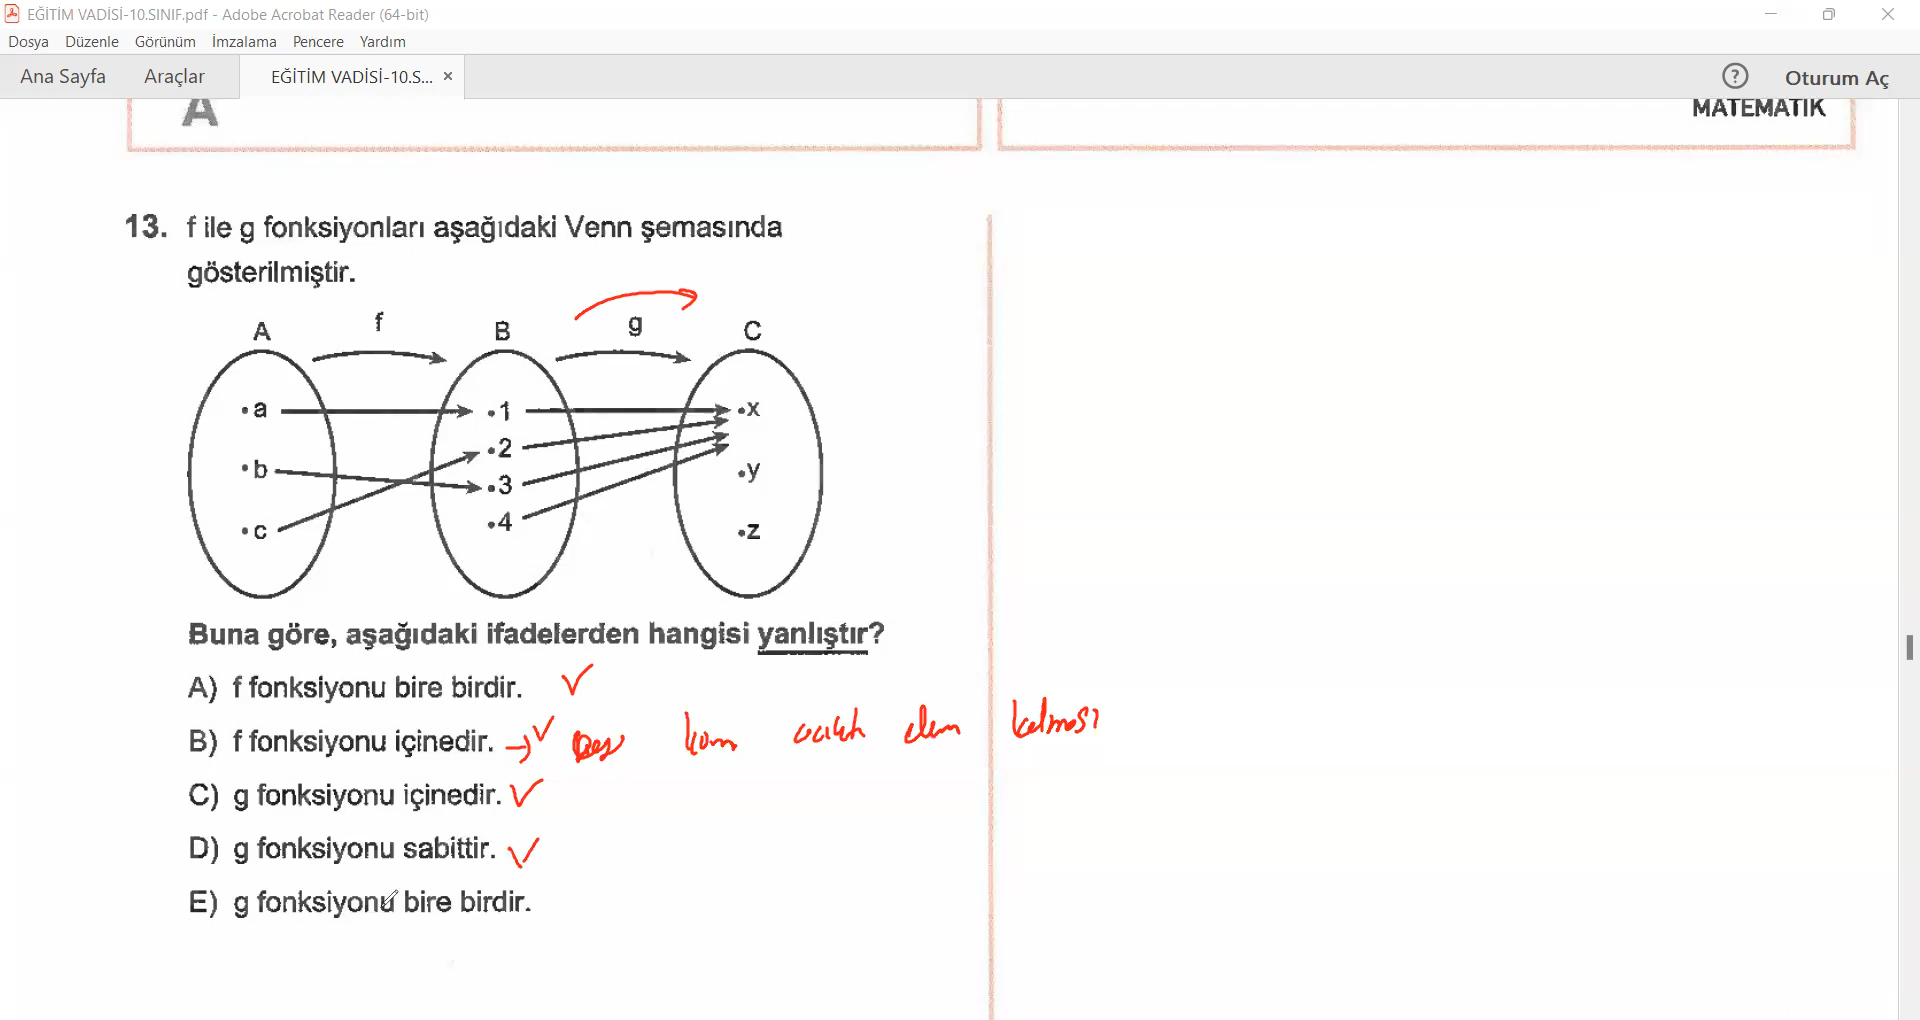 EĞİTİM VADİSİ-10.SINIF.pdf - Adobe Acrobat Reader (64-bit)
Dosya Düzenle Görünüm İmzalama Pencere Yardım
Ana Sayfa Araçlar EĞİTİM VADİSİ-10.S... × ? Oturum Aç
A
MATEMATİK
13. f ile g fonksiyonları aşağıdaki Venn şemasında
gösterilmiştir.
A f B g C
a 1 x
2
b 3 y
4
c z
Buna göre, aşağıdaki ifadelerden hangisi yanlıştır?
A) f fonksiyonu bire birdir.
B) f fonksiyonu içinedir.
C) g fonksiyonu içinedir.
D) g fonksiyonu sabittir.
E) g fonksiyonu bire birdir.